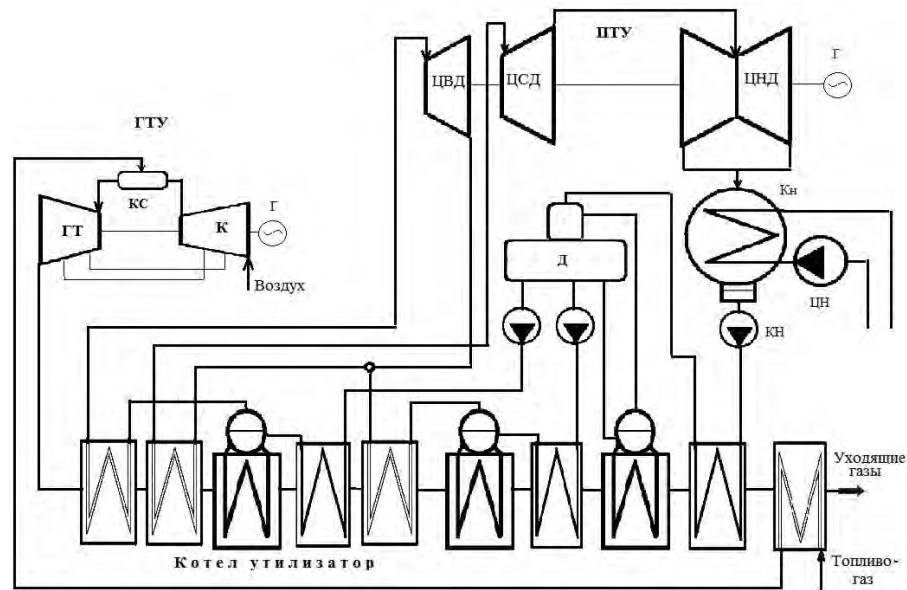 ПТУ
Г
ЦВД
ЦСД
ЦНД
ГТУ
КС
Кн
ГТ
К
Г
Д
Воздух
ЦН
КН
Уходящие
газы
Котел утилизатор
Топливо-
газ